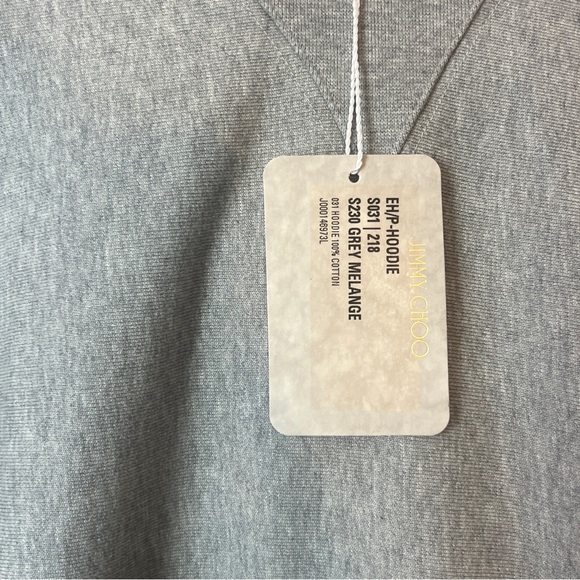 JIMMY CHOO
EH/P-HOODIE
S031 | 218
S230 GREY MELANGE
031 HOODIE 100% COTTON
J000146973L